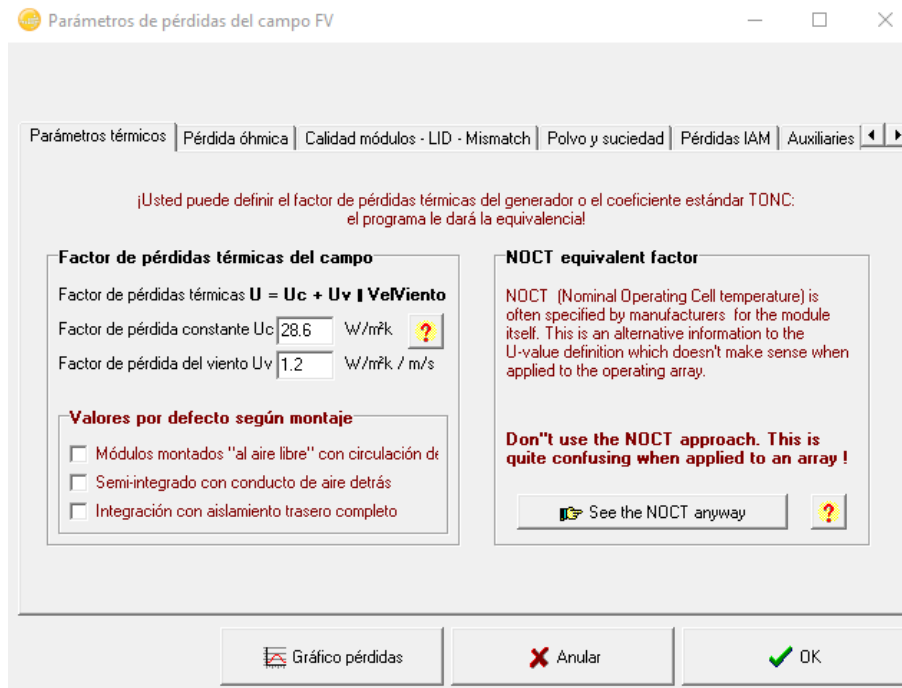 Parámetros de pérdidas del campo FV
Parámetros térmicos
Pérdida óhmica
Calidad módulos - LID - Mismatch
Polvo y suciedad
Pérdidas IAM
Auxiliaries
¡Usted puede definir el factor de pérdidas térmicas del generador o el coeficiente estándar TONC:
el programa le dará la equivalencia!
Factor de pérdidas térmicas del campo
Factor de pérdidas térmicas U = Uc + Uv | VelViento
Factor de pérdida constante Uc 28.6 W/m²k ?
Factor de pérdida del viento Uv 1.2 W/m²k / m/s
Valores por defecto según montaje
Módulos montados "al aire libre" con circulación de
Semi-integrado con conducto de aire detrás
Integración con aislamiento trasero completo
NOCT equivalent factor
NOCT (Nominal Operating Cell temperature) is
often specified by manufacturers for the module
itself. This is an alternative information to the
U-value definition which doesn't make sense when
applied to the operating array.
Don"t use the NOCT approach. This is
quite confusing when applied to an array !
See the NOCT anyway ?
Gráfico pérdidas
Anular
OK